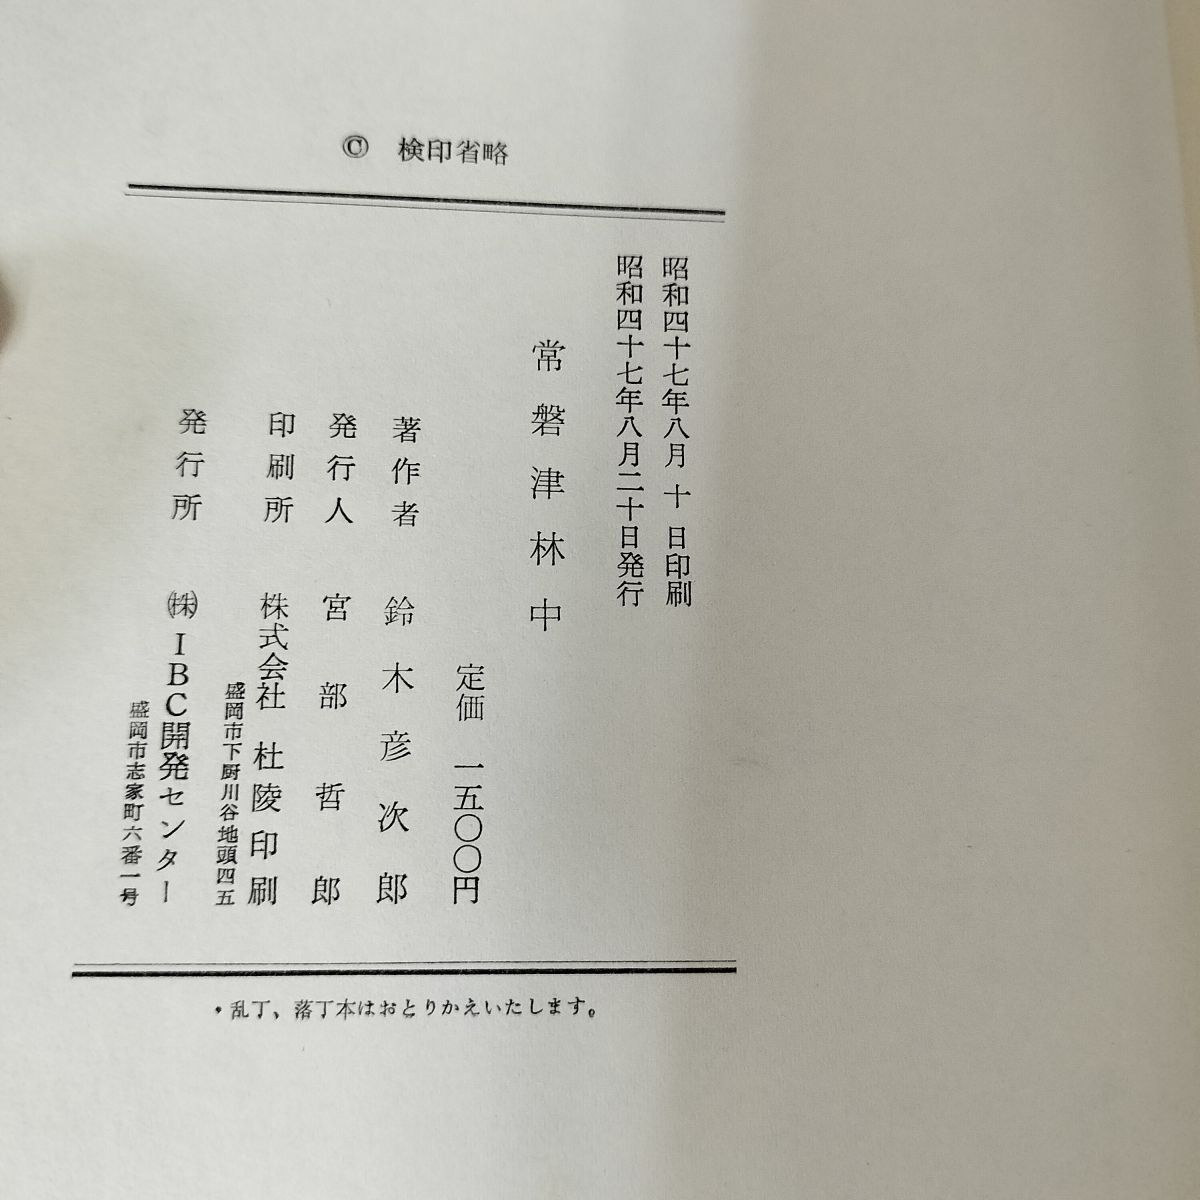 © 検印省略
昭和四十七年八月 十 日印刷
昭和四十七年八月二十日発行
常磐津林中
定価 一五〇〇円
著作者 鈴木彦次郎
発行人 宮部哲郎
印刷所 株式会社 杜陵印刷
盛岡市下厨川谷地頭四五
発行所 ㈱IBC開発センター
盛岡市志家町六番一号
・乱丁、落丁本はおとりかえいたします。